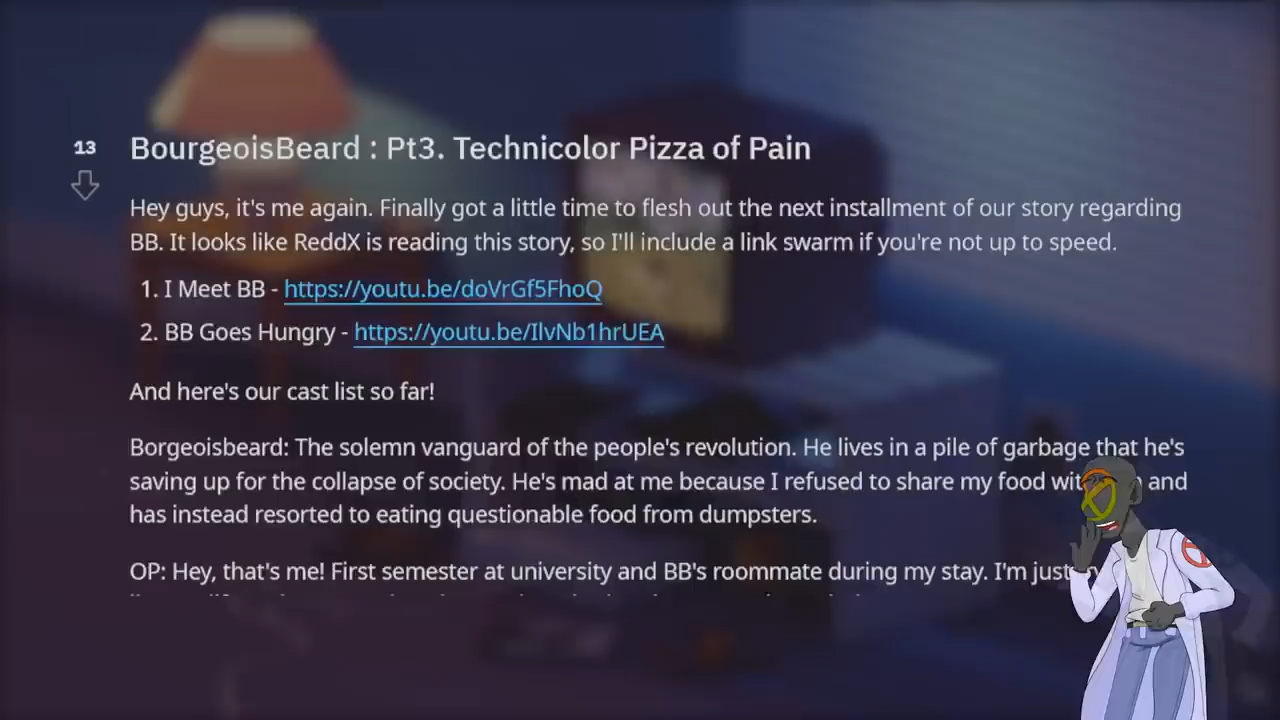 13
BourgeoisBeard : Pt3. Technicolor Pizza of Pain
Hey guys, it's me again. Finally got a little time to flesh out the next installment of our story regarding
BB. It looks like ReddX is reading this story, so I'll include a link swarm if you're not up to speed.
1. I Meet BB - https://youtu.be/doVrGf5FhoQ
2. BB Goes Hungry - https://youtu.be/IlvNb1hrUEA
And here's our cast list so far!
Borgeoisbeard: The solemn vanguard of the people's revolution. He lives in a pile of garbage that he's
saving up for the collapse of society. He's mad at me because I refused to share my food and
has instead resorted to eating questionable food from dumpsters.
OP: Hey, that's me! First semester at university and BB's roommate during my stay. I'm just